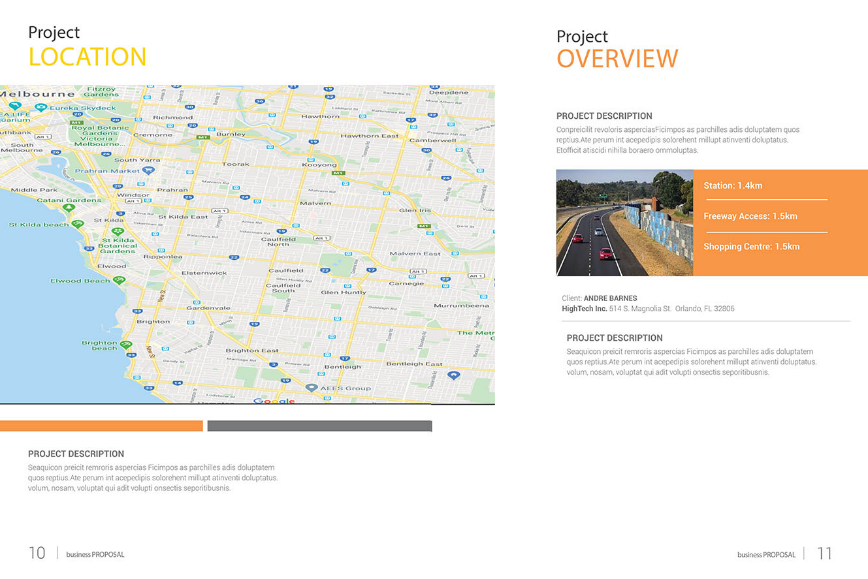 Project
LOCATION
Melbourne
Fitzroy
Gardens
Eureka Skydeck
Richmond
Hawthorn
Deepdene
Royal Botanic
Gardens
Victoria
Melbourne...
Cremorne
Burnley
Hawthorn East
Camberwell
South
Melbourne
South Yarra
Toorak
Kooyong
Prahran Market
Middle Park
Windsor
Prahran
Catani Gardens
Malvern
Glen Iris
St Kilda beach
St Kilda
St Kilda East
St Kilda
Botanical
Gardens
Caulfield
North
Ripponlea
Malvern East
Elwood
Elsternwick
Caulfield
Elwood Beach
Caulfield
South
Glen Huntly
Carnegie
Murrumbeena
Gardenvale
Brighton
The Metr
Brighton
beach
Brighton East
Bentleigh
Bentleigh East
AEES Group
Google
PROJECT DESCRIPTION
Seaquicon preicit remroris aspercias Ficimpos as parchilles adis doluptatem
quos reptius.Ate perum int acepedipis solorehent millupt atinventi doluptatus.
volum, nosam, voluptat qui adit volupti onsectis seporitibusnis.
10 | business PROPOSAL
Project
OVERVIEW
PROJECT DESCRIPTION
Conpreicilit revoloris asperciasFicimpos as parchilles adis doluptatem quos
reptius.Ate perum int acepedipis solorehent millupt atinventi doluptatus.
Etofficit atiscidi nihilla boraero ommoluptas.
Station: 1.4km
Freeway Access: 1.5km
Shopping Centre: 1.5km
Client: ANDRE BARNES
HighTech Inc. 614 S. Magnolia St. Orlando, FL 32806
PROJECT DESCRIPTION
Seaquicon preicit remroris aspercias Ficimpos as parchilles adis doluptatem
quos reptius.Ate perum int acepedipis solorehent millupt atinventi doluptatus.
volum, nosam, voluptat qui adit volupti onsectis seporitibusnis.
business PROPOSAL | 11